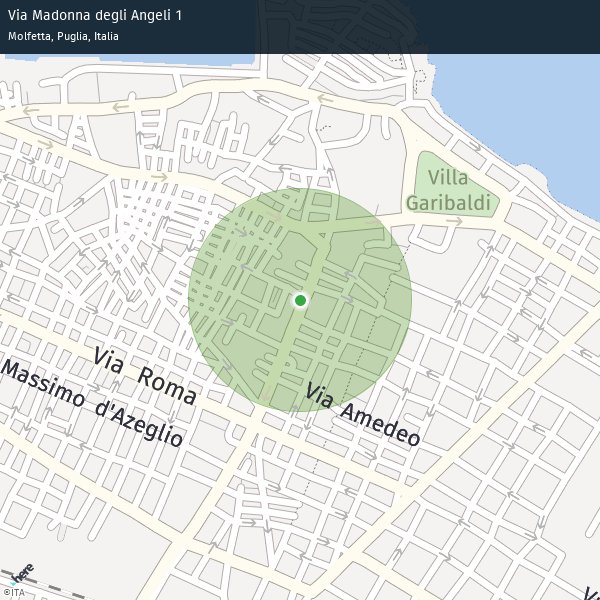 Via Madonna degli Angeli 1
Molfetta, Puglia, Italia
Villa
Garibaldi
Via Roma
Massimo d'Azeglio
Via Amedeo
here
©ITA